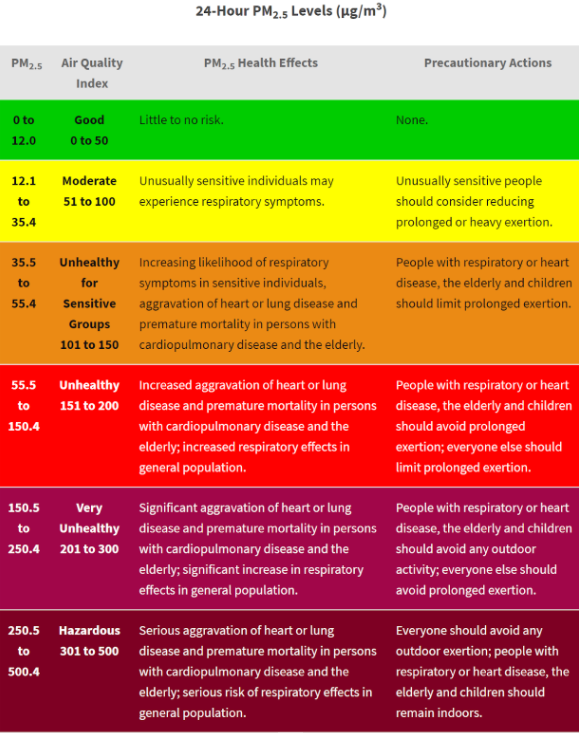 24-Hour PM2.5 Levels (µg/m³)
PM2.5
Air Quality
Index
PM2.5 Health Effects
Precautionary Actions
0 to
12.0
Good
0 to 50
Little to no risk.
None.
12.1
to
35.4
Moderate
51 to 100
Unusually sensitive individuals may
experience respiratory symptoms.
Unusually sensitive people
should consider reducing
prolonged or heavy exertion.
35.5
to
55.4
Unhealthy
for
Sensitive
Groups
101 to 150
Increasing likelihood of respiratory
symptoms in sensitive individuals,
aggravation of heart or lung disease and
premature mortality in persons with
cardiopulmonary disease and the elderly.
People with respiratory or heart
disease, the elderly and children
should limit prolonged exertion.
55.5
to
150.4
Unhealthy
151 to 200
Increased aggravation of heart or lung
disease and premature mortality in persons
with cardiopulmonary disease and the
elderly; increased respiratory effects in
general population.
People with respiratory or heart
disease, the elderly and children
should avoid prolonged
exertion; everyone else should
limit prolonged exertion.
150.5
to
250.4
Very
Unhealthy
201 to 300
Significant aggravation of heart or lung
disease and premature mortality in persons
with cardiopulmonary disease and the
elderly; significant increase in respiratory
effects in general population.
People with respiratory or heart
disease, the elderly and children
should avoid any outdoor
activity; everyone else should
avoid prolonged exertion.
250.5
to
500.4
Hazardous
301 to 500
Serious aggravation of heart or lung
disease and premature mortality in persons
with cardiopulmonary disease and the
elderly; serious risk of respiratory effects in
general population.
Everyone should avoid any
outdoor exertion; people with
respiratory or heart disease, the
elderly and children should
remain indoors.